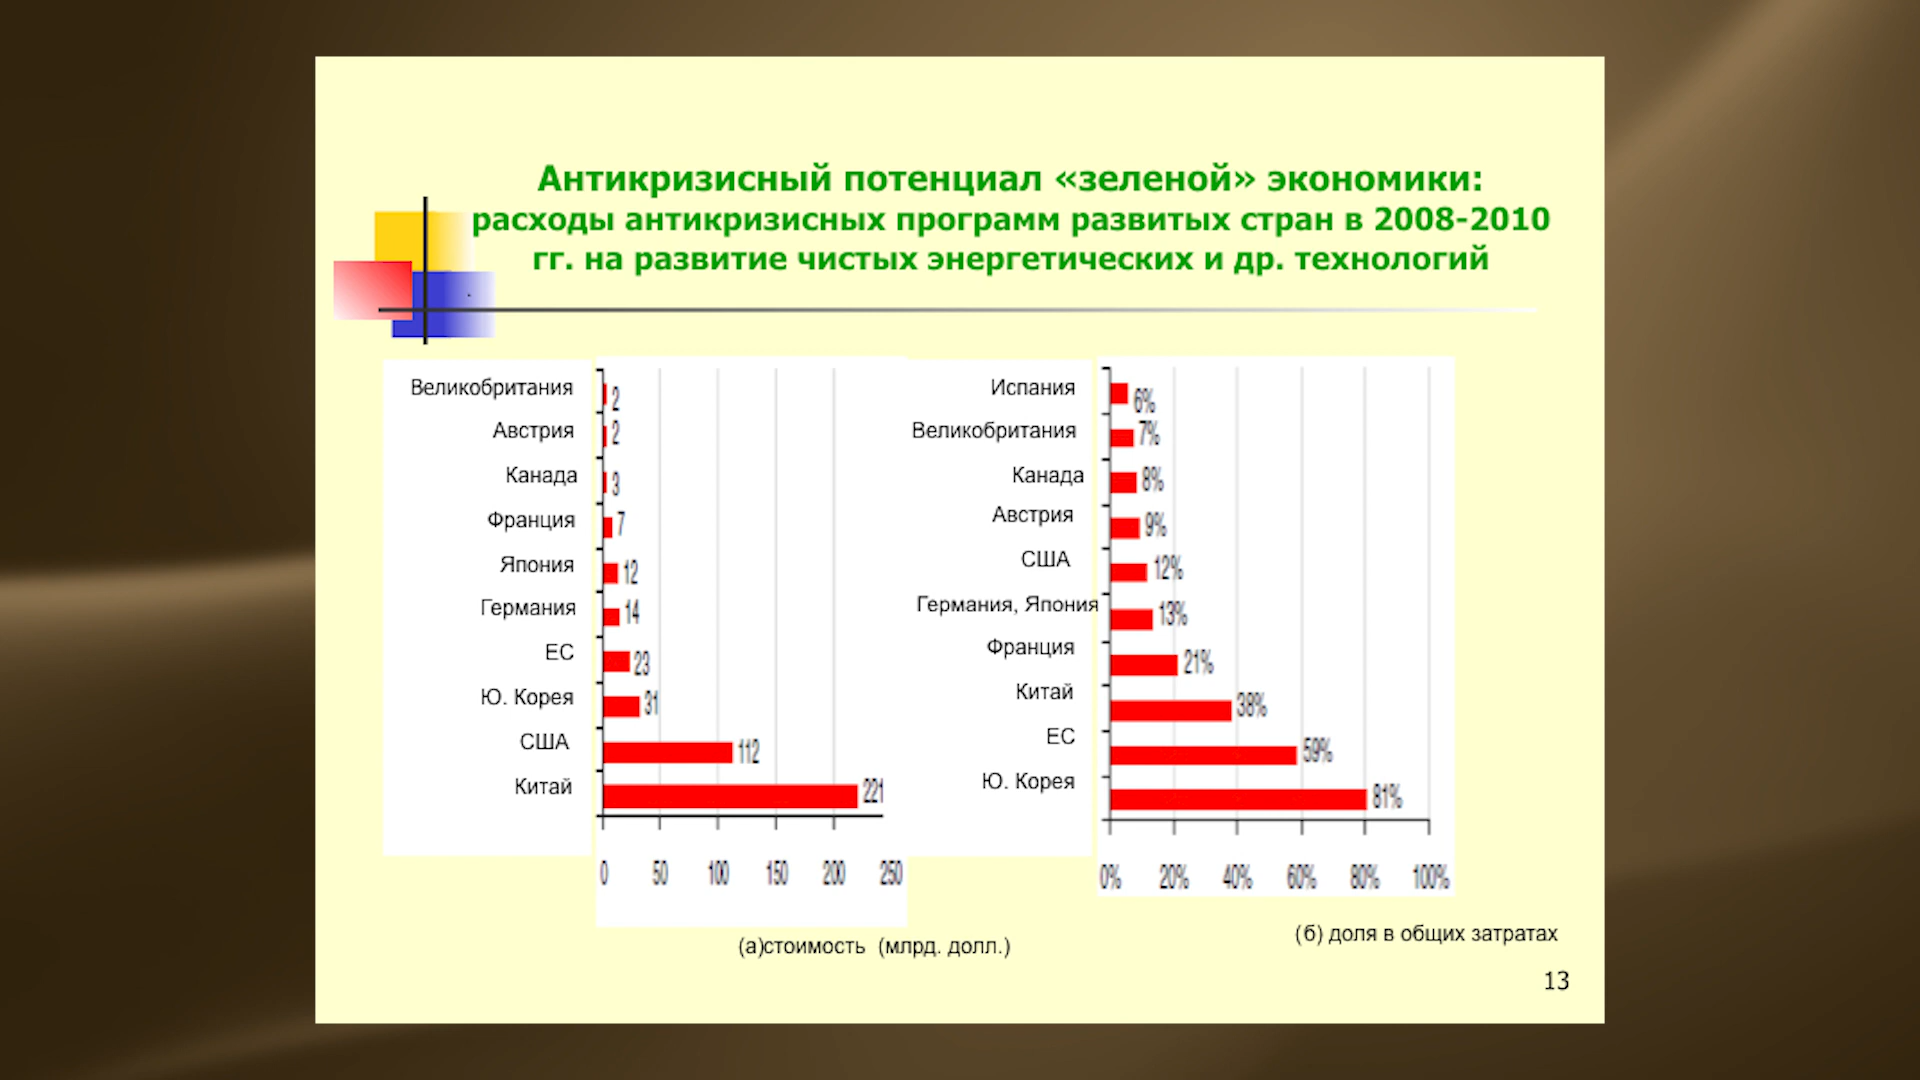 Антикризисный потенциал «зеленой» экономики:
расходы антикризисных программ развитых стран в 2008-2010
гг. на развитие чистых энергетических и др. технологий
Великобритания 2
Австрия 2
Канада 3
Франция 7
Япония 12
Германия 14
ЕС 23
Ю. Корея 31
США 112
Китай 221
0 50 100 150 200 250
(а)стоимость (млрд. долл.)
Испания 6%
Великобритания 7%
Канада 8%
Австрия 9%
США 12%
Германия, Япония 13%
Франция 21%
Китай 38%
ЕС 59%
Ю. Корея 81%
0% 20% 40% 60% 80% 100%
(б) доля в общих затратах
13